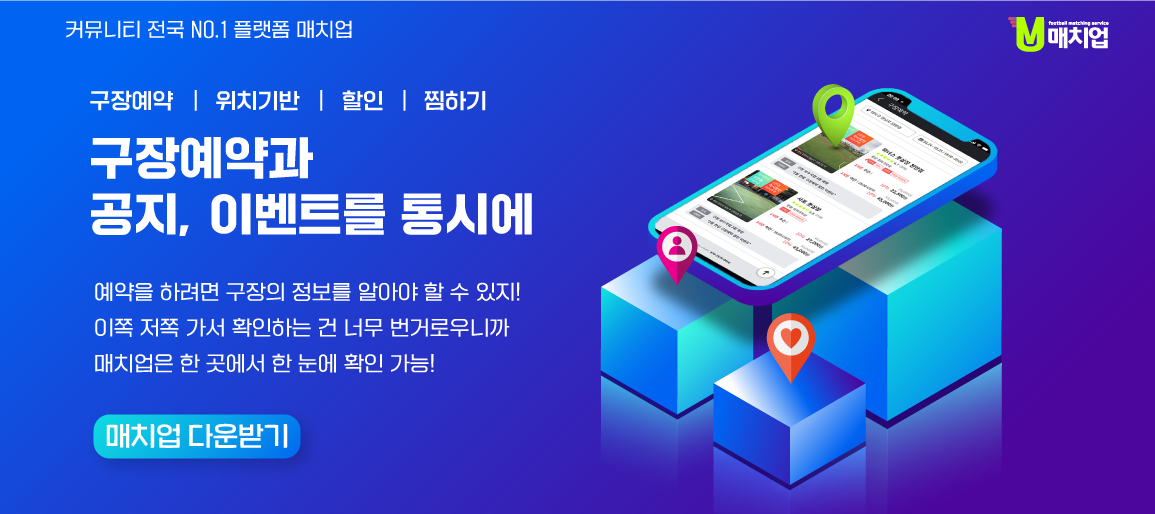 커뮤니티 전국 NO.1 플랫폼 매치업
football matching service
매치업
구장예약 | 위치기반 | 할인 | 찜하기
구장예약과
공지, 이벤트를 통시에
예약을 하려면 구장의 정보를 알아야 할 수 있지!
이쪽 저쪽 가서 확인하는 건 너무 번거로우니까
매치업은 한 곳에서 한 눈에 확인 가능!
매치업 다운받기
구장예약